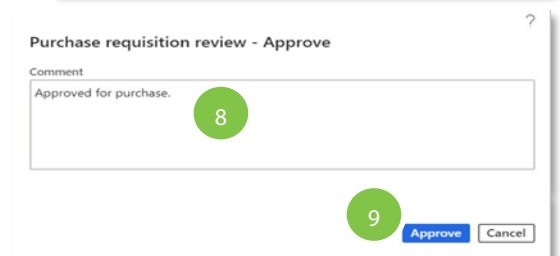 ?
Purchase requisition review - Approve
Comment
Approved for purchase.
8
9
Approve Cancel